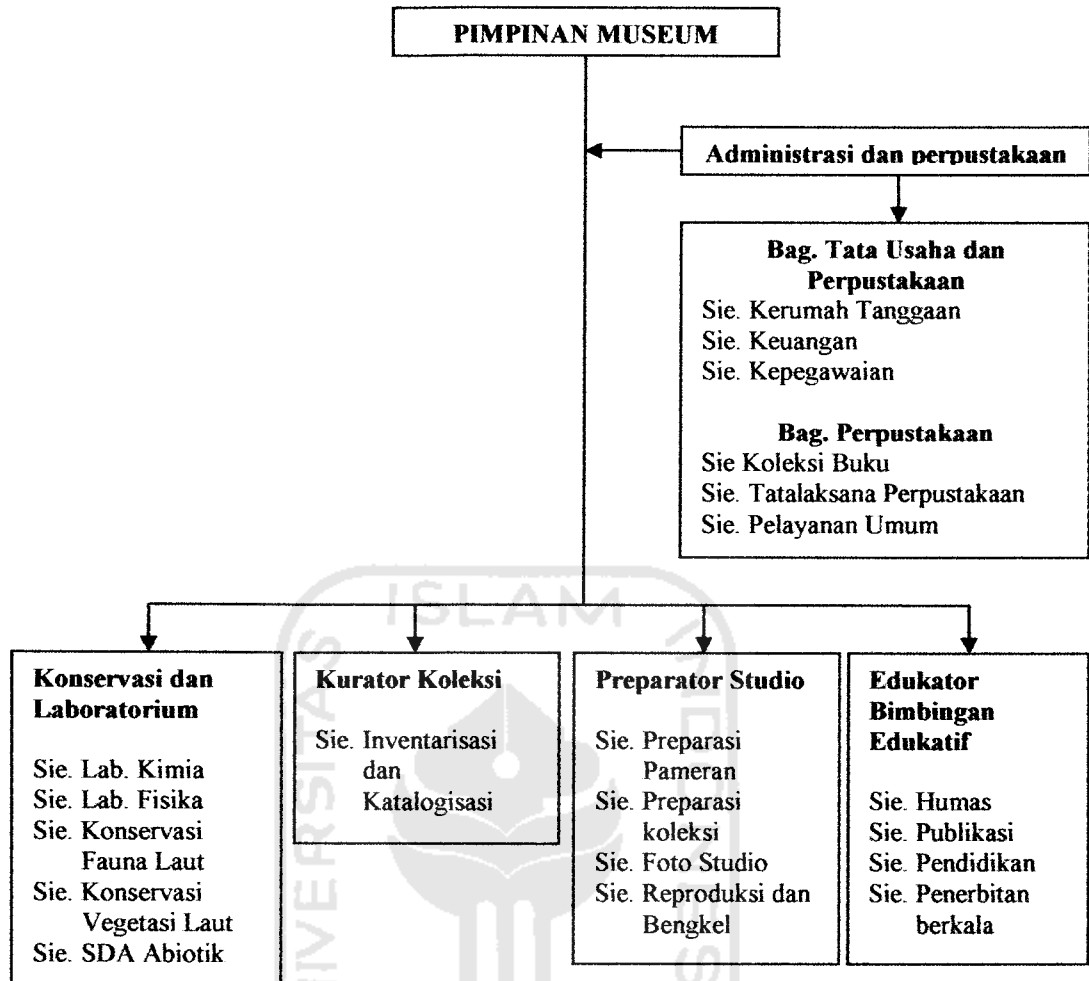 PIMPINAN MUSEUM
Administrasi dan perpustakaan
Bag. Tata Usaha dan
Perpustakaan
Sie. Kerumah Tanggaan
Sie. Keuangan
Sie. Kepegawaian
Bag. Perpustakaan
Sie Koleksi Buku
Sie. Tatalaksana Perpustakaan
Sie. Pelayanan Umum
Konservasi dan
Laboratorium
Sie. Lab. Kimia
Sie. Lab. Fisika
Sie. Konservasi
Fauna Laut
Sie. Konservasi
Vegetasi Laut
Sie. SDA Abiotik
Kurator Koleksi
Sie. Inventarisasi
dan
Katalogisasi
Preparator Studio
Sie. Preparasi
Pameran
Sie. Preparasi
koleksi
Sie. Foto Studio
Sie. Reproduksi dan
Bengkel
Edukator
Bimbingan
Edukatif
Sie. Humas
Sie. Publikasi
Sie. Pendidikan
Sie. Penerbitan
berkala
ISLAM